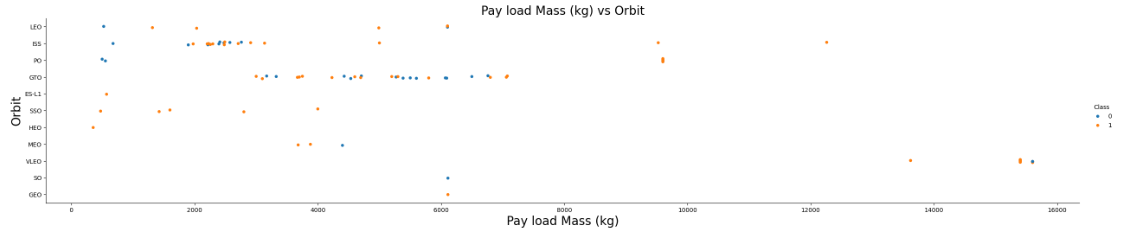 Pay load Mass (kg) vs Orbit
LEO
ISS
PO
GTO
ES-L1
SSO
HEO
MEO
VLEO
SO
GEO
Orbit
0
2000
4000
6000
8000
10000
12000
14000
16000
Pay load Mass (kg)
Class
0
1